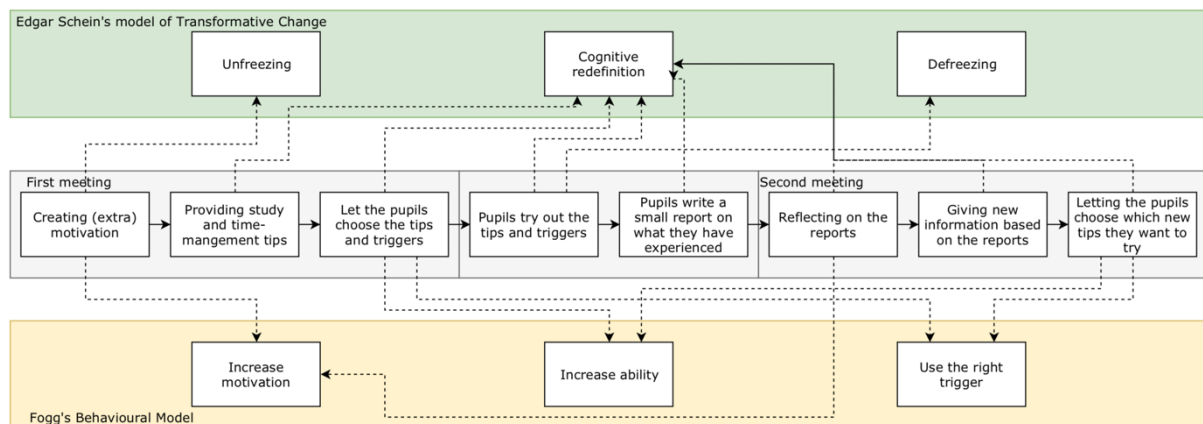 Edgar Schein's model of Transformative Change
Unfreezing
Cognitive
redefinition
Defreezing
First meeting
Second meeting
Creating (extra)
motivation
Providing study
and time-
mangement tips
Let the pupils
choose the tips
and triggers
Pupils try out the
tips and triggers
Pupils write a
small report on
what they have
experienced
Reflecting on the
reports
Giving new
information based
on the reports
Letting the pupils
choose which new
tips they want to
try
Increase
motivation
Increase ability
Use the right
trigger
Fogg's Behavioural Model